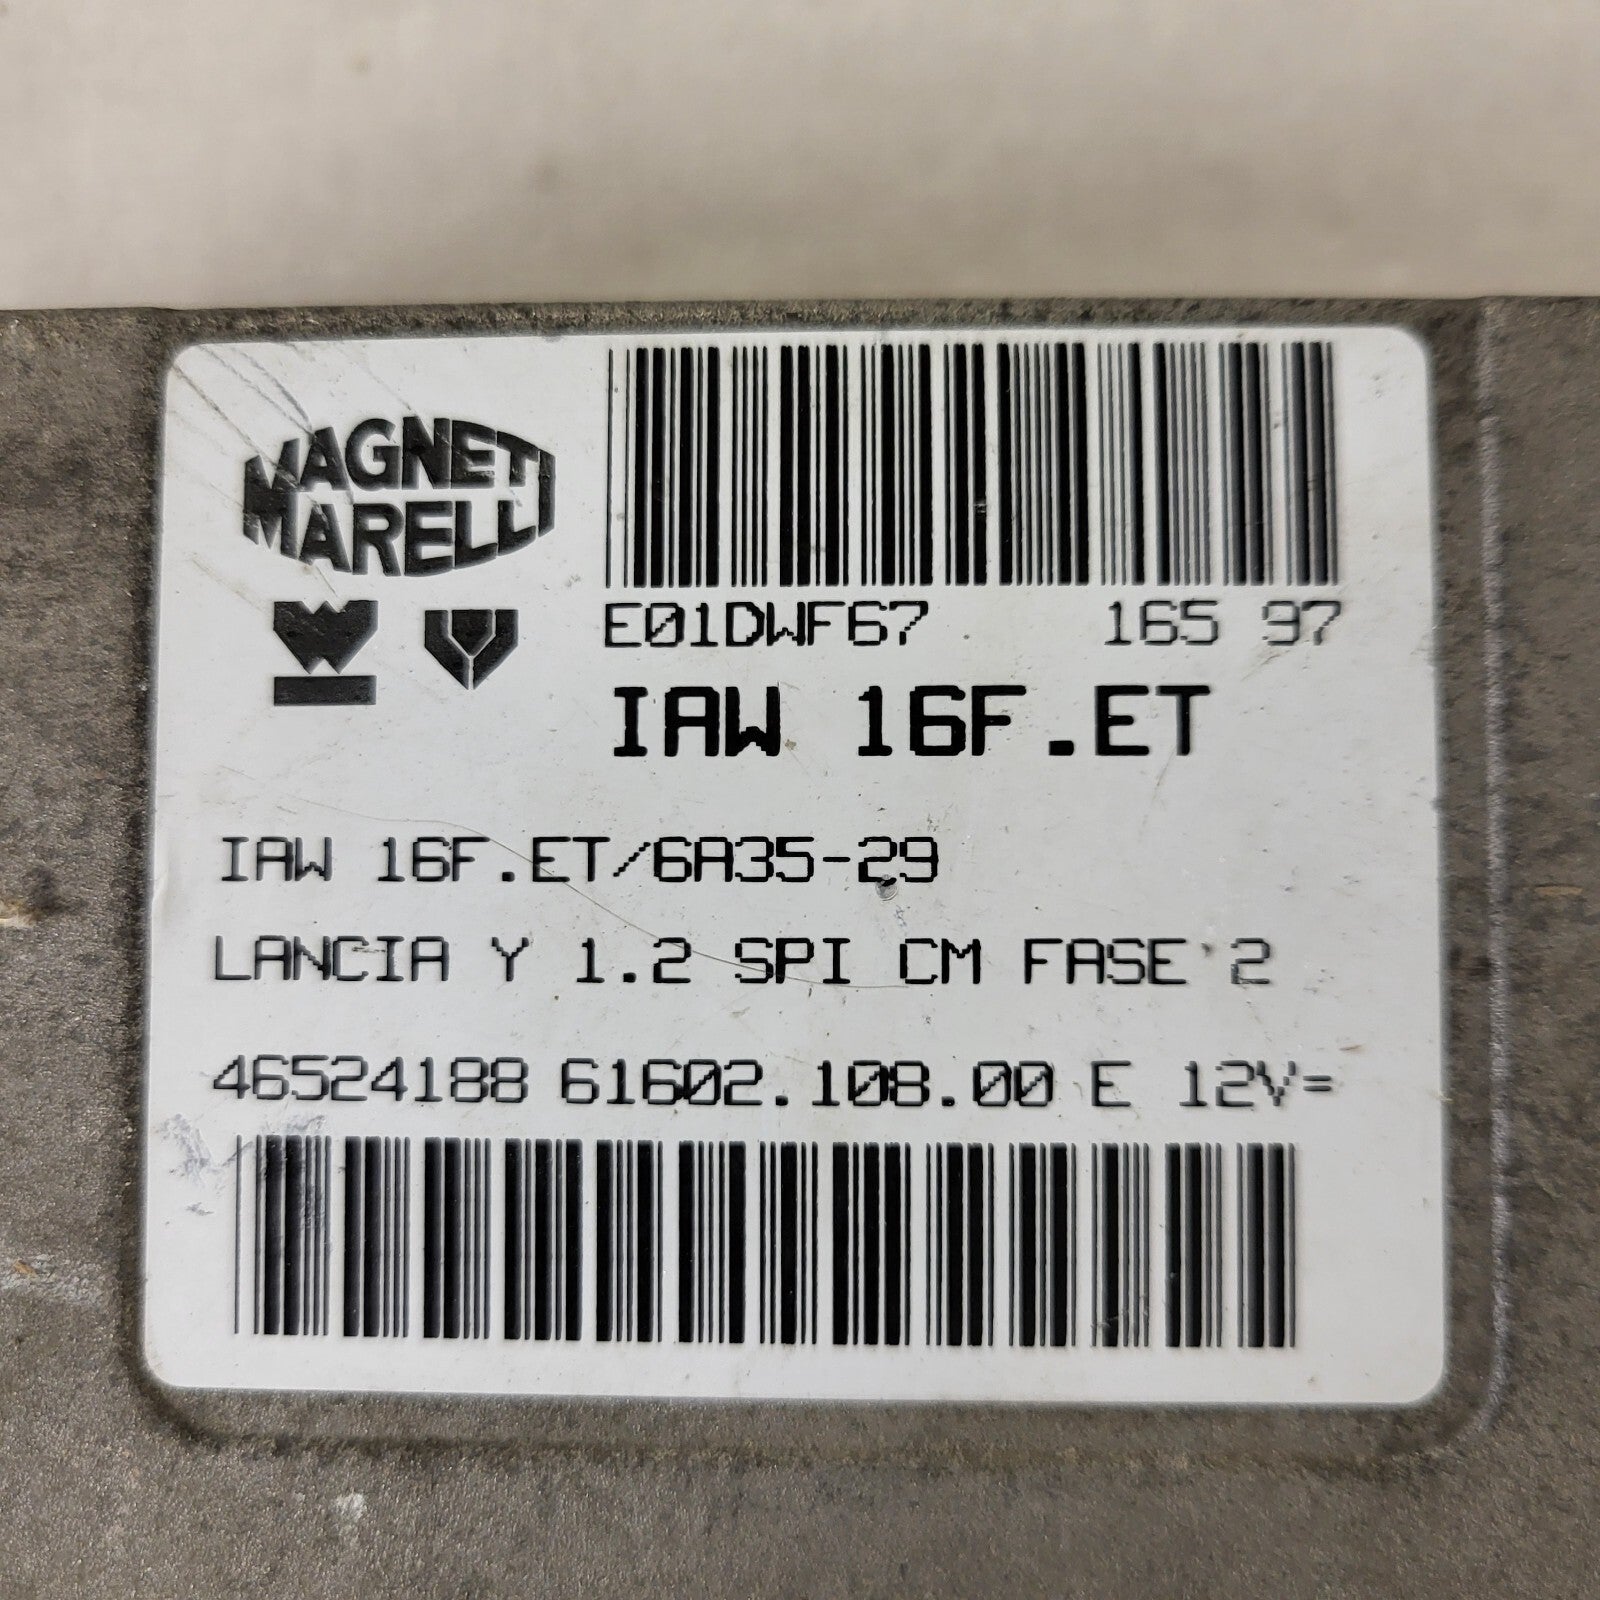 MAGNETI
MARELLI
E01DWF67 165 97
IAW 16F.ET
IAW 16F.ET/6A35-29
LANCIA Y 1.2 SPI CM FASE 2
46524188 61602.108.00 E 12V=